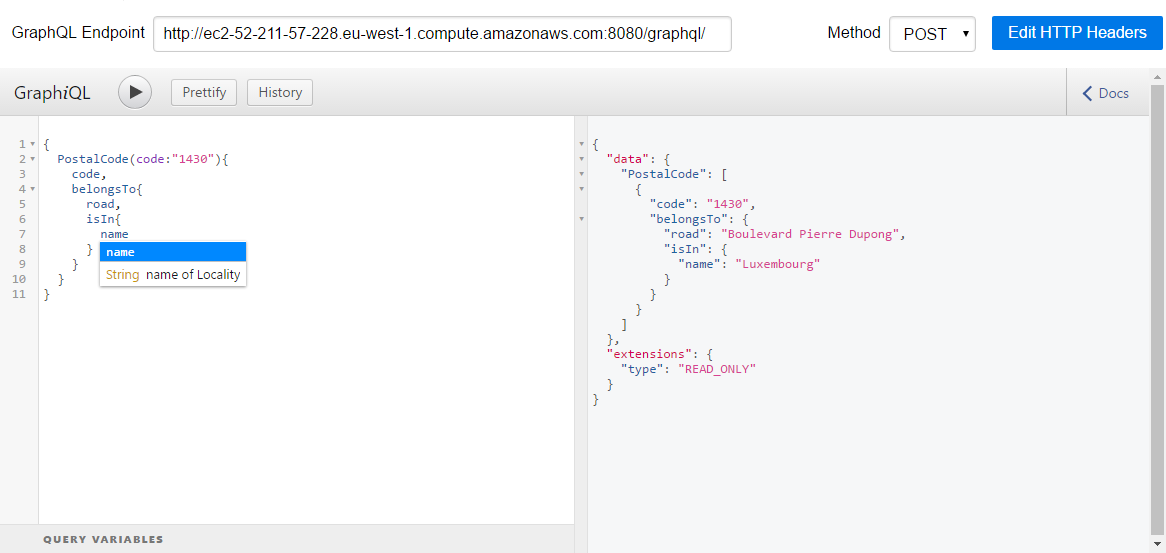 GraphQL Endpoint http://ec2-52-211-57-228.eu-west-1.compute.amazonaws.com:8080/graphql/ Method POST Edit HTTP Headers
GraphiQL Prettify History Docs
1 {
2 PostalCode(code:"1430"){
3 code,
4 belongsTo{
5 road,
6 isIn{
7 name
8 }
9 }
10 }
11 }
name
String name of Locality
{
"data": {
"PostalCode": [
{
"code": "1430",
"belongsTo": {
"road": "Boulevard Pierre Dupong",
"isIn": {
"name": "Luxembourg"
}
}
}
]
},
"extensions": {
"type": "READ_ONLY"
}
}
QUERY VARIABLES